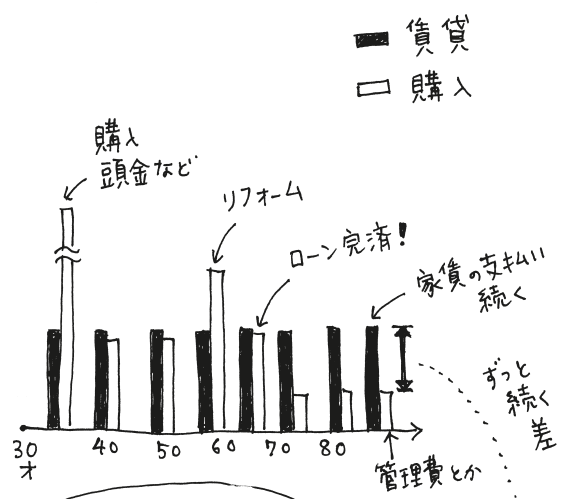 賃貸
購入
購入
頭金など
リフォーム
ローン完済!
家賃の支払い
続く
ずっと
続く
差
30 40 50 60 70 80
才
管理費とか